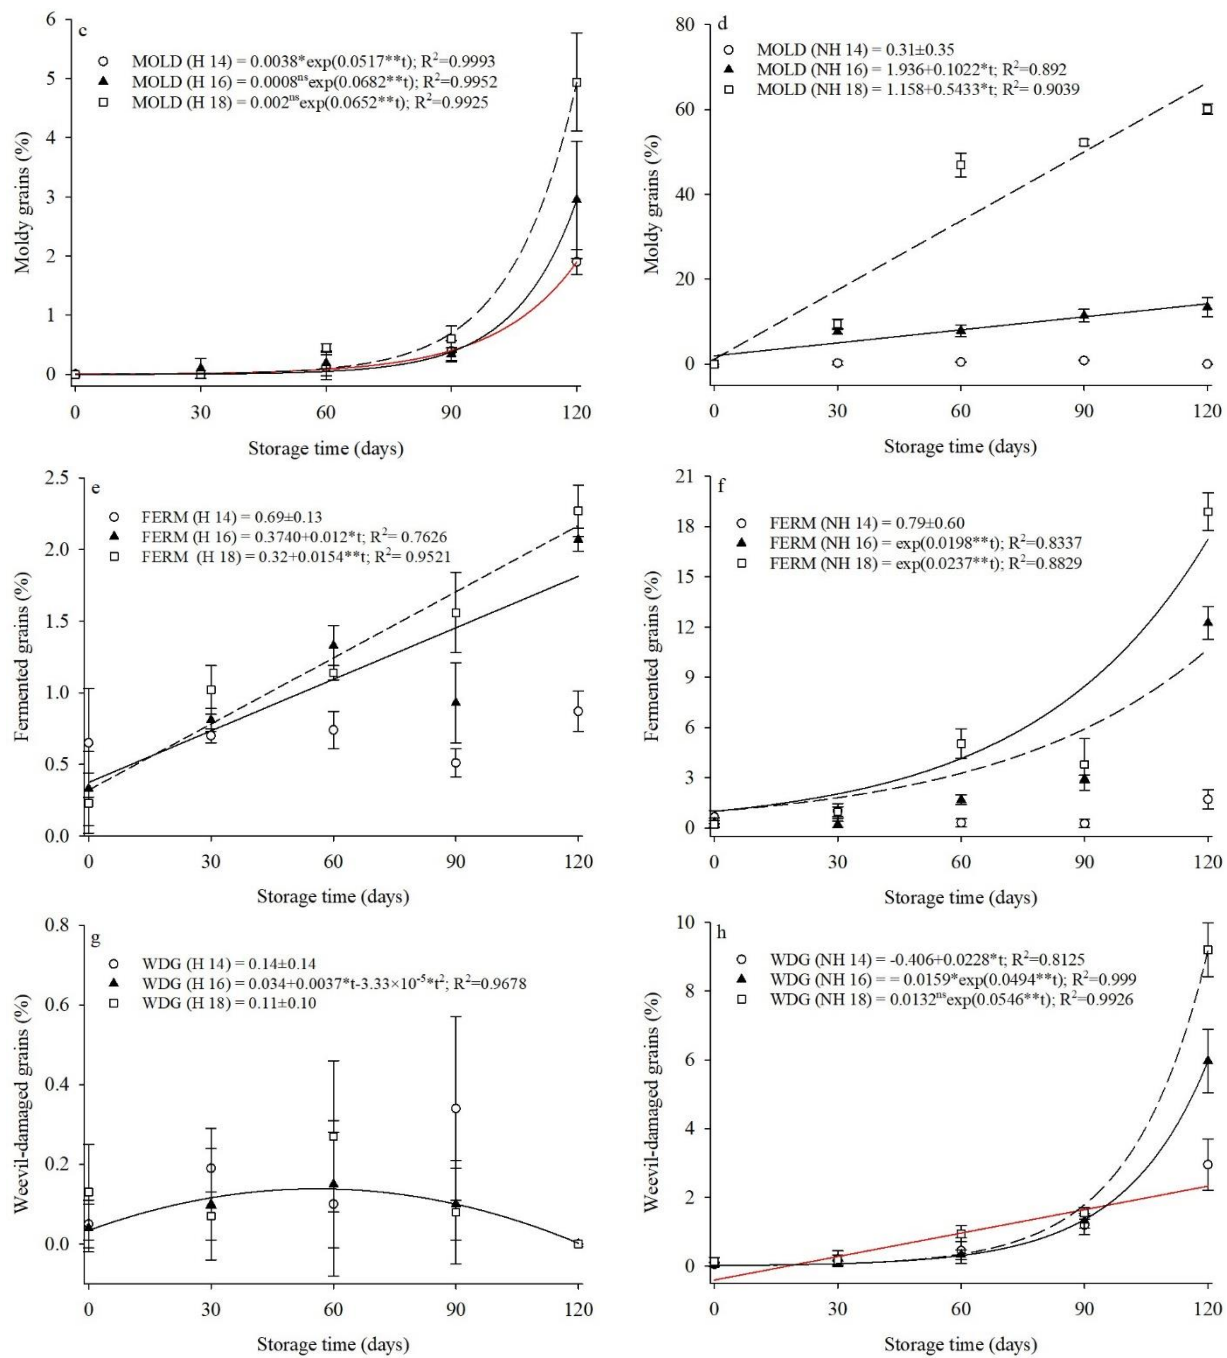 c
MOLD (H 14) = 0.0038*exp(0.0517**t); R²=0.9993
MOLD (H 16) = 0.0008ⁿˢexp(0.0682**t); R²=0.9952
MOLD (H 18) = 0.002ⁿˢexp(0.0652**t); R²=0.9925
6
5
4
3
2
1
0
Moldy grains (%)
0 30 60 90 120
Storage time (days)
d
MOLD (NH 14) = 0.31±0.35
MOLD (NH 16) = 1.936+0.1022*t; R²=0.892
MOLD (NH 18) = 1.158+0.5433*t; R²= 0.9039
80
60
40
20
0
Moldy grains (%)
0 30 60 90 120
Storage time (days)
e
FERM (H 14) = 0.69±0.13
FERM (H 16) = 0.3740+0.012*t; R²= 0.7626
FERM (H 18) = 0.32+0.0154**t; R²= 0.9521
2.5
2.0
1.5
1.0
0.5
0.0
Fermented grains (%)
0 30 60 90 120
Storage time (days)
f
FERM (NH 14) = 0.79±0.60
FERM (NH 16) = exp(0.0198**t); R²=0.8337
FERM (NH 18) = exp(0.0237**t); R²=0.8829
21
18
15
12
9
6
3
0
Fermented grains (%)
0 30 60 90 120
Storage time (days)
g
WDG (H 14) = 0.14±0.14
WDG (H 16) = 0.034+0.0037*t-3.33×10⁻⁵*t²; R²=0.9678
WDG (H 18) = 0.11±0.10
0.8
0.6
0.4
0.2
0.0
Weevil-damaged grains (%)
0 30 60 90 120
Storage time (days)
h
WDG (NH 14) = -0.406+0.0228*t; R²=0.8125
WDG (NH 16) = = 0.0159*exp(0.0494**t); R²=0.999
WDG (NH 18) = 0.0132ⁿˢexp(0.0546**t); R²=0.9926
10
8
6
4
2
0
Weevil-damaged grains (%)
0 30 60 90 120
Storage time (days)